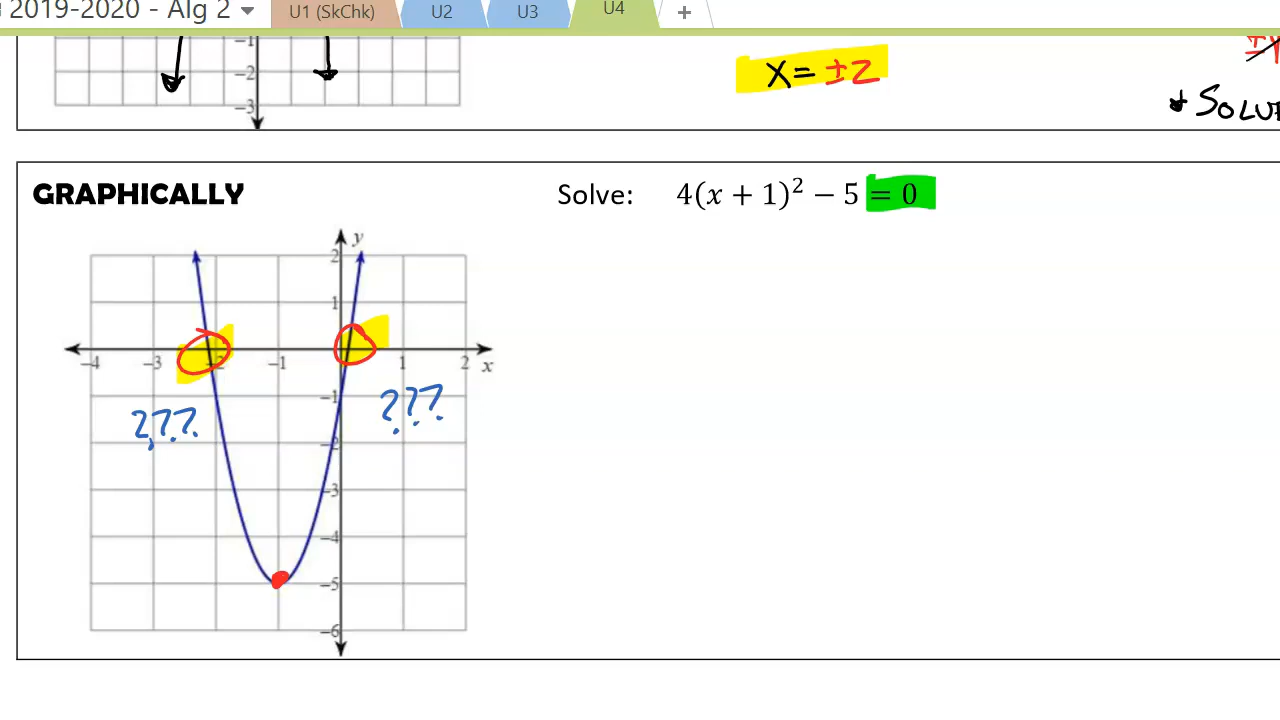 2019-2020 - Alg 2 U1 (SkChk) U2 U3 U4 +
-1
-2
-3
x = ±2
±
SOLVE
GRAPHICALLY Solve: 4(x + 1)² − 5 = 0
y
2
1
-4 -3 -2 -1 1 2 x
-1
??? ???
-2
-3
-4
-5
-6